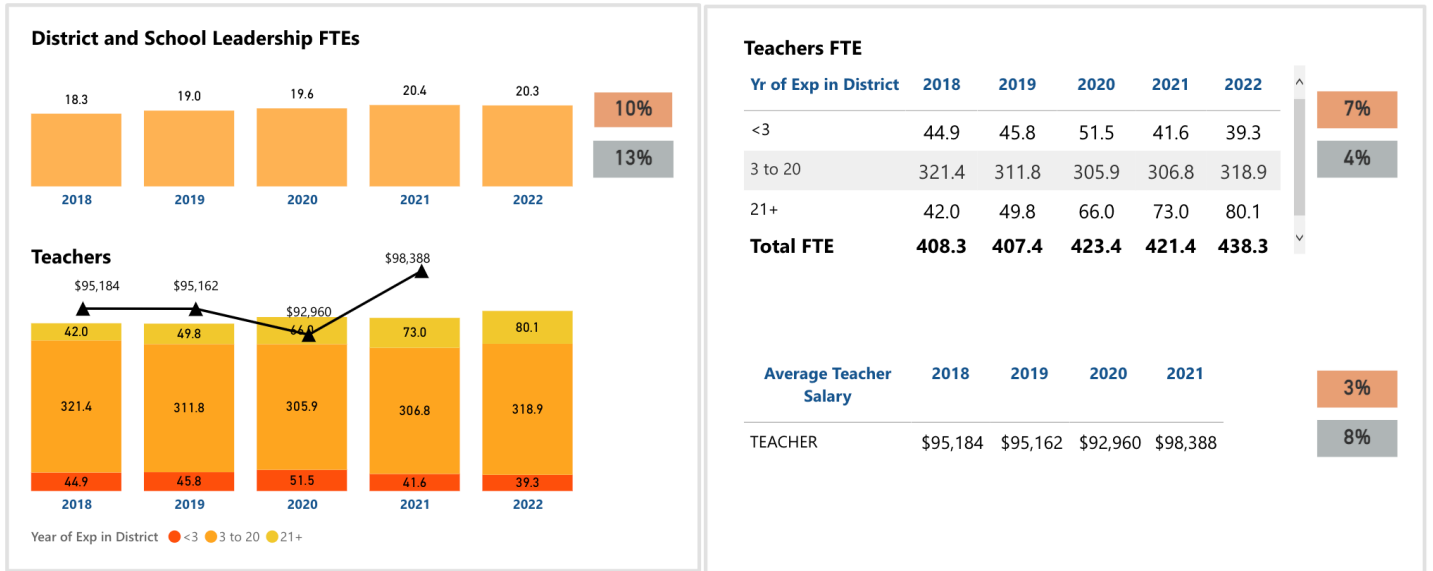 District and School Leadership FTEs
18.3 19.0 19.6 20.4 20.3
10%
13%
2018 2019 2020 2021 2022
Teachers
$95,184 $95,162 $92,960 $98,388
42.0 49.8 66.0 73.0 80.1
321.4 311.8 305.9 306.8 318.9
44.9 45.8 51.5 41.6 39.3
2018 2019 2020 2021 2022
Year of Exp in District <3 3 to 20 21+
Teachers FTE
Yr of Exp in District 2018 2019 2020 2021 2022
<3 44.9 45.8 51.5 41.6 39.3
3 to 20 321.4 311.8 305.9 306.8 318.9
21+ 42.0 49.8 66.0 73.0 80.1
Total FTE 408.3 407.4 423.4 421.4 438.3
7%
4%
Average Teacher 2018 2019 2020 2021
Salary
TEACHER $95,184 $95,162 $92,960 $98,388
3%
8%